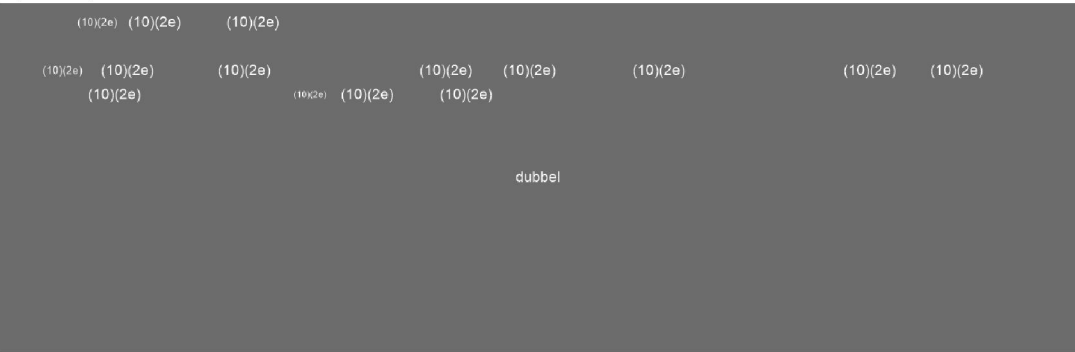 (10)(2e) (10)(2e) (10)(2e)
(10)(2e) (10)(2e) (10)(2e) (10)(2e) (10)(2e) (10)(2e) (10)(2e) (10)(2e)
(10)(2e) (10)(2e) (10)(2e) (10)(2e)
dubbel